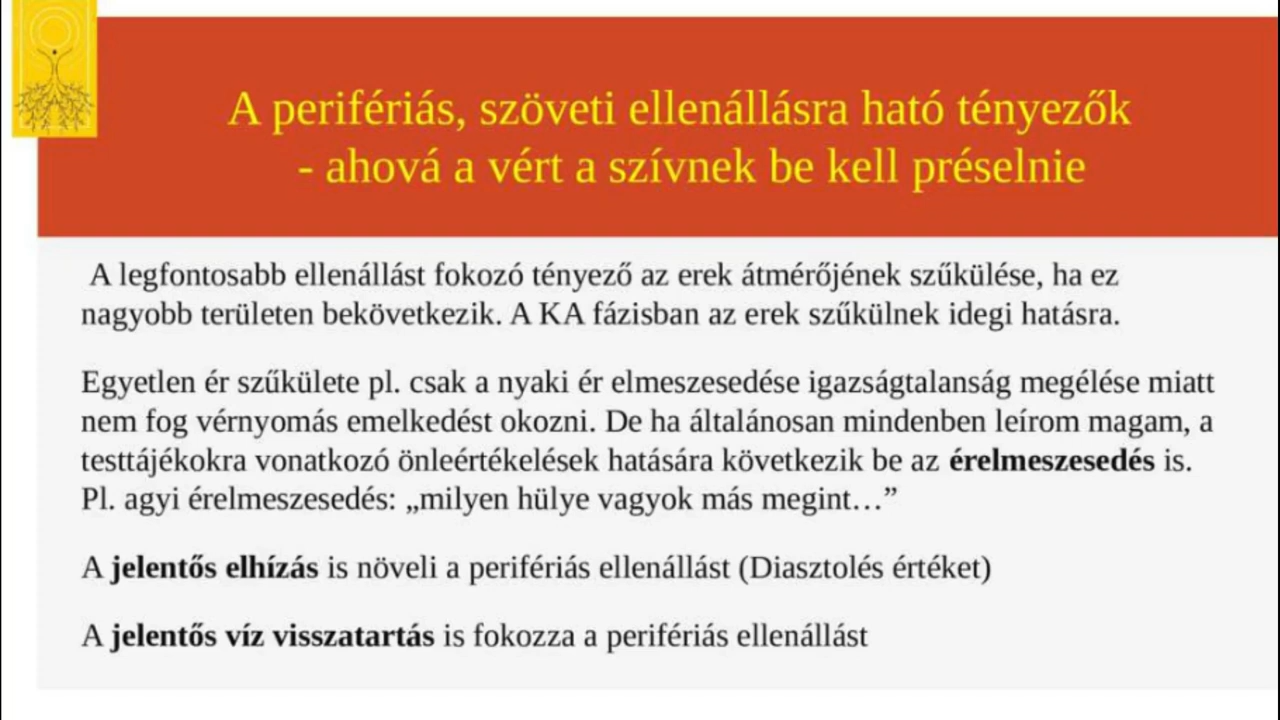 A perifériás, szöveti ellenállásra ható tényezők
- ahová a vért a szívnek be kell préselnie
A legfontosabb ellenállást fokozó tényező az erek átmérőjének szűkülése, ha ez
nagyobb területen bekövetkezik. A KA fázisban az erek szűkülnek idegi hatásra.
Egyetlen ér szűkülete pl. csak a nyaki ér elmeszesedése igazságtalanság megélése miatt
nem fog vérnyomás emelkedést okozni. De ha általánosan mindenben leírom magam, a
testtájékokra vonatkozó önleértékelések hatására következik be az érelmeszesedés is.
Pl. agyi érelmeszesedés: „milyen hülye vagyok más megint…”
A jelentős elhízás is növeli a perifériás ellenállást (Diasztolés értéket)
A jelentős víz visszatartás is fokozza a perifériás ellenállást